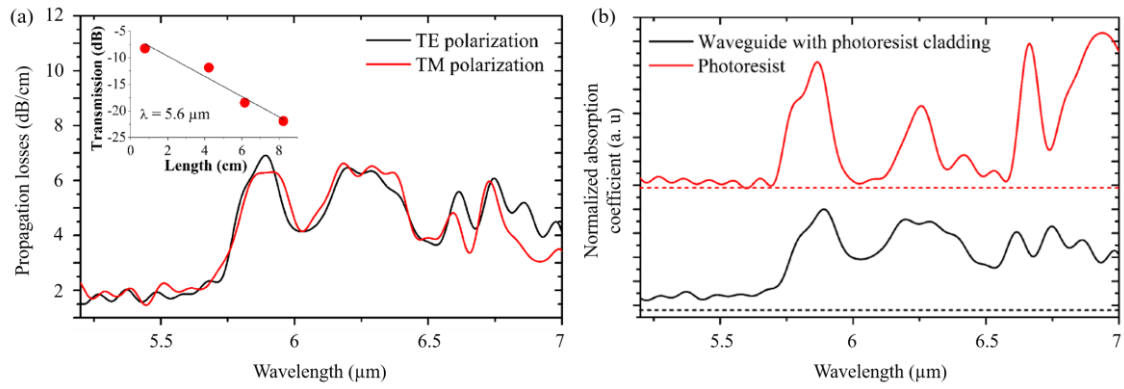 (a)
12
10
8
6
4
2
Propagation losses (dB/cm)
TE polarization
TM polarization
-5
-10
-15
-20
-25
Transmission (dB)
λ = 5.6 µm
0 2 4 6 8
Length (cm)
5.5 6 6.5 7
Wavelength (µm)
(b)
Normalized absorption
coefficient (a. u)
Waveguide with photoresist cladding
Photoresist
5.5 6 6.5 7
Wavelength (µm)